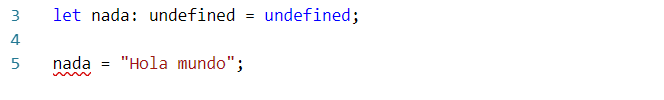 3 let nada: undefined = undefined;
4
5 nada = "Hola mundo";